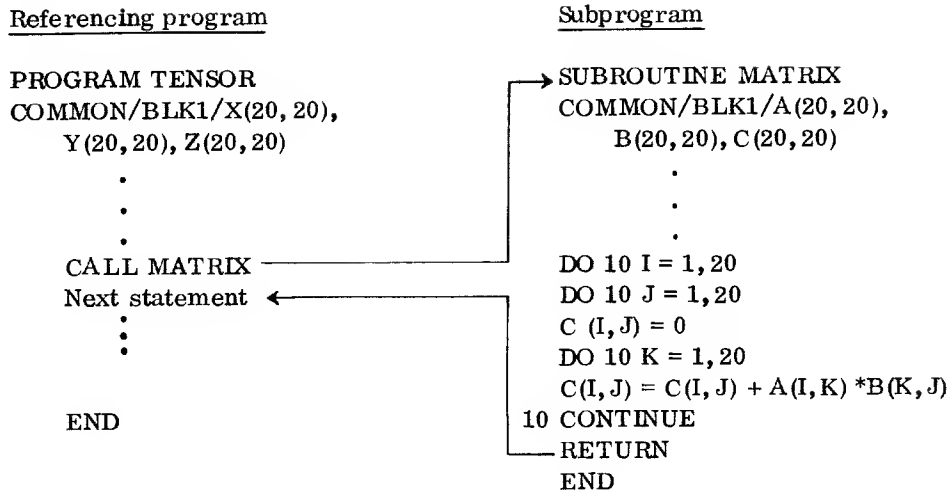 Referencing program
PROGRAM TENSOR
COMMON/BLK1/X(20,20),
Y(20,20), Z(20,20)
.
.
.
CALL MATRIX
Next statement
.
.
.
END
Subprogram
SUBROUTINE MATRIX
COMMON/BLK1/A(20,20),
B(20,20), C(20,20)
.
.
.
DO 10 I = 1,20
DO 10 J = 1,20
C (I,J) = 0
DO 10 K = 1,20
C(I,J) = C(I,J) + A(I,K) *B(K,J)
10 CONTINUE
RETURN
END